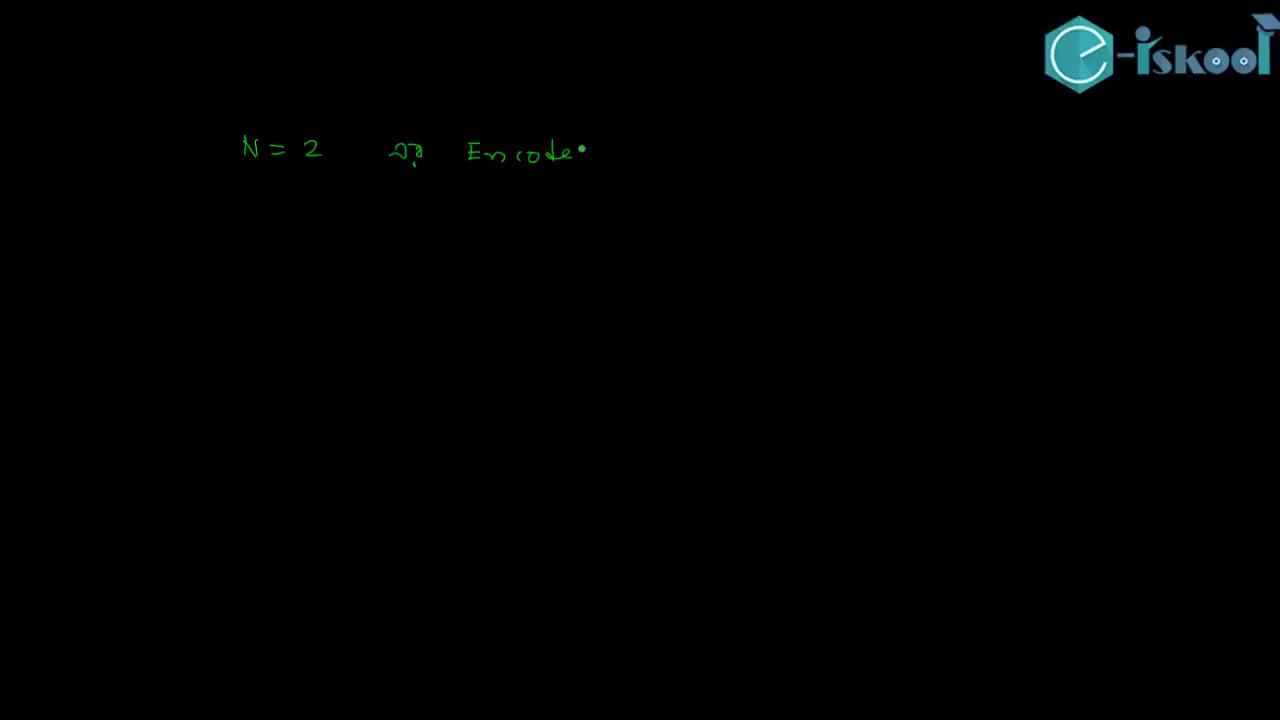 e-iskool
N = 2 এর Encode